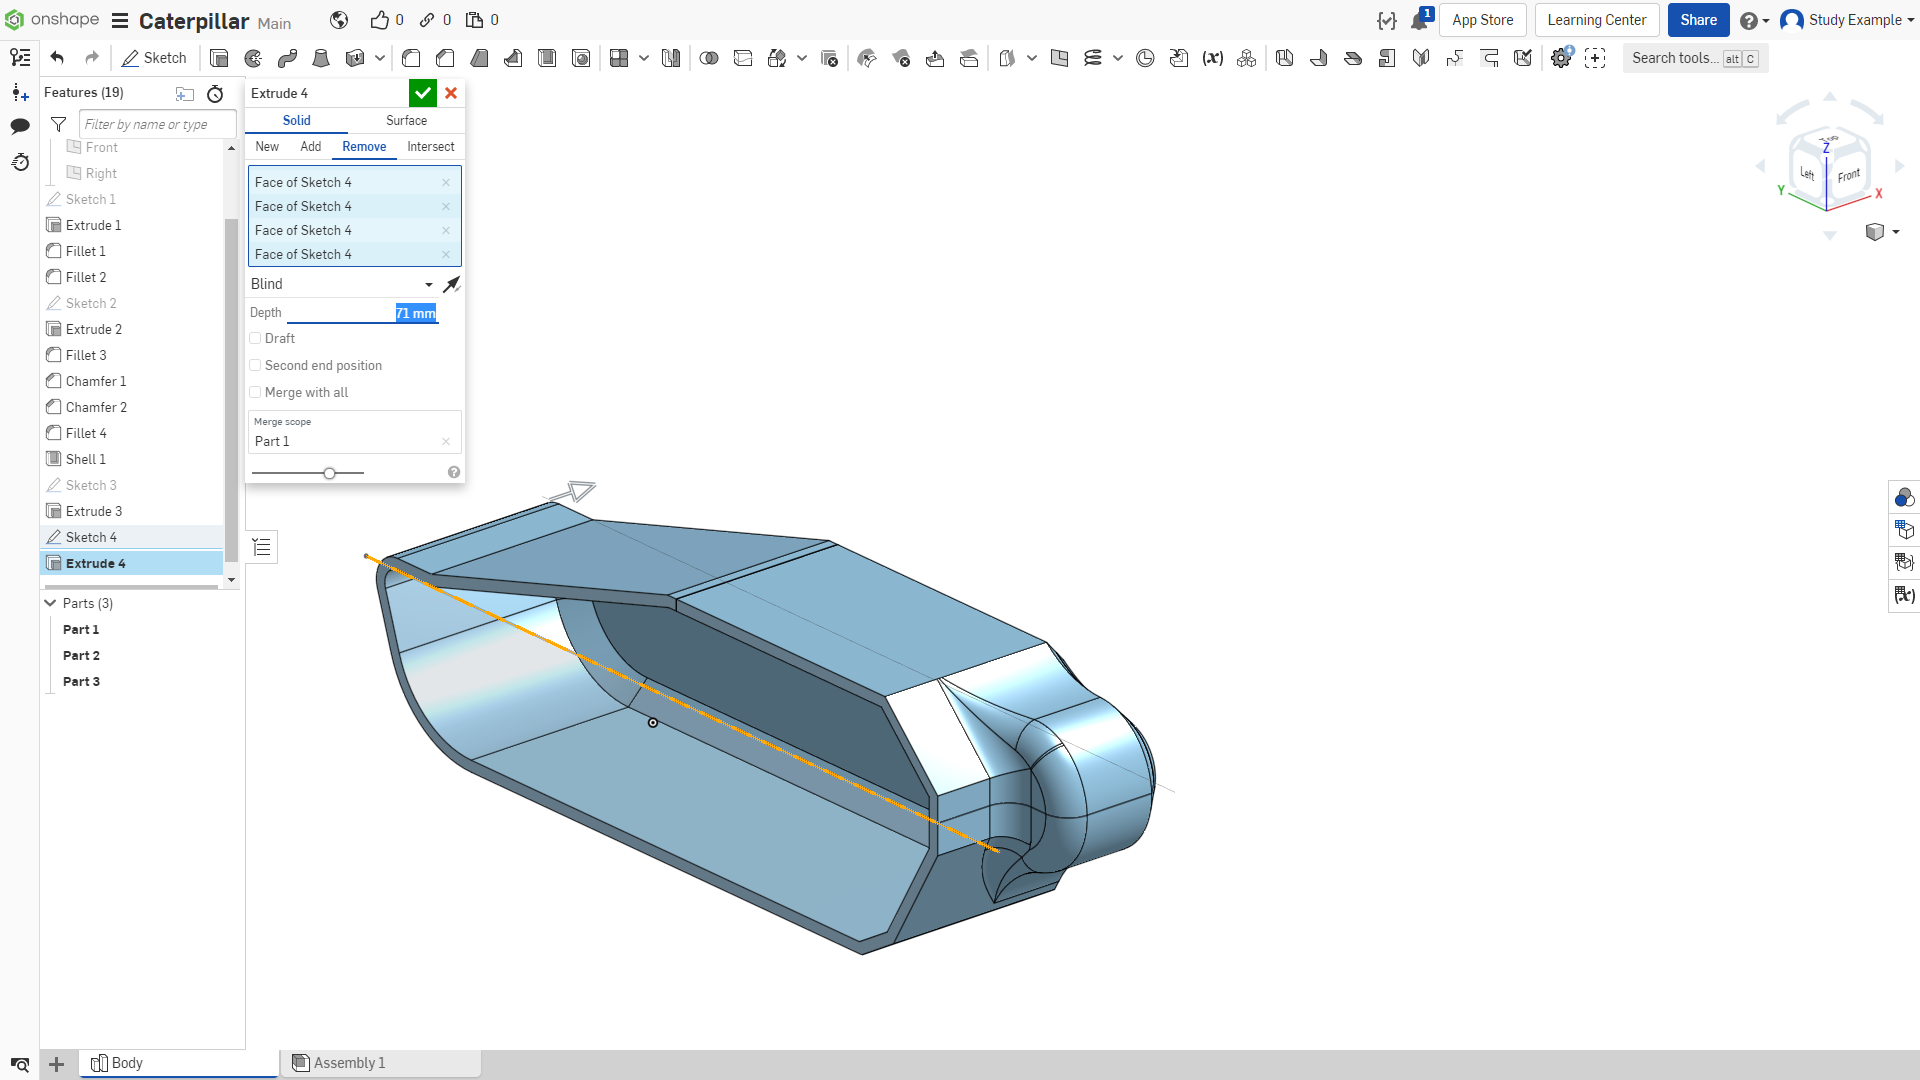 onshape Caterpillar Main 0 0 0 1 App Store Learning Center Share Study Example
Sketch (x) Search tools... alt C
Features (19)
Filter by name or type
Front
Right
Sketch 1
Extrude 1
Fillet 1
Fillet 2
Sketch 2
Extrude 2
Fillet 3
Chamfer 1
Chamfer 2
Fillet 4
Shell 1
Sketch 3
Extrude 3
Sketch 4
Extrude 4
Parts (3)
Part 1
Part 2
Part 3
Extrude 4
Solid Surface
New Add Remove Intersect
Face of Sketch 4
Face of Sketch 4
Face of Sketch 4
Face of Sketch 4
Blind
Depth 71 mm
Draft
Second end position
Merge with all
Merge scope
Part 1
Top
Z
Left Front
Y X
(x)
Body Assembly 1